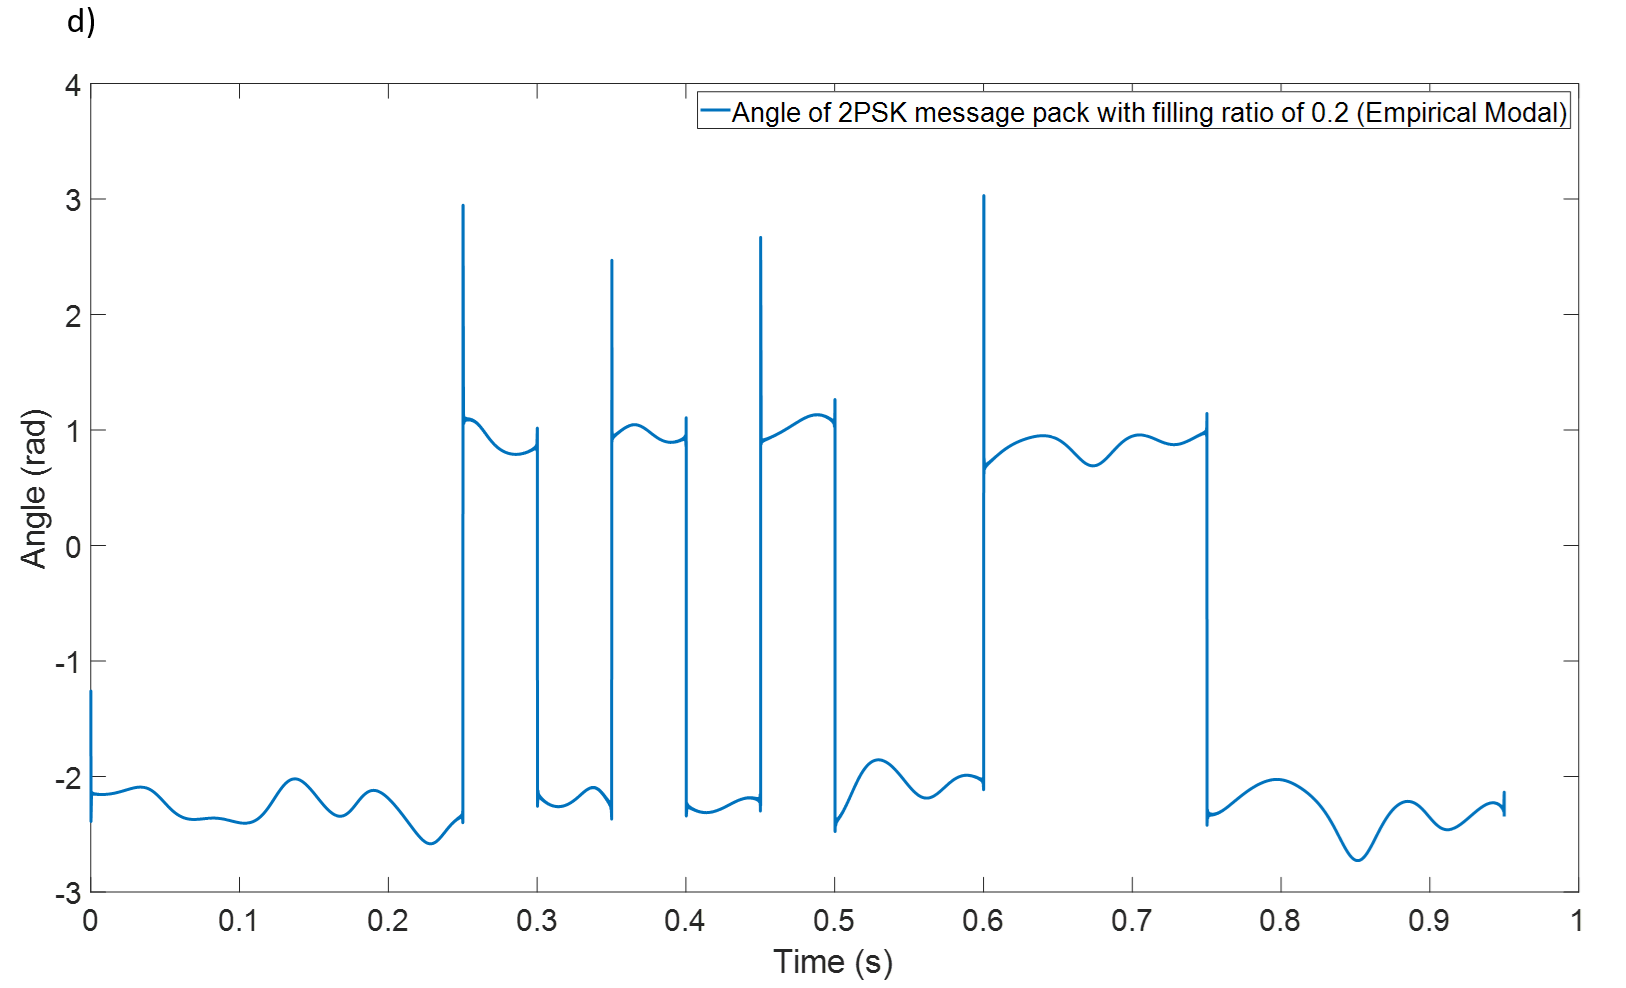 d)
Angle of 2PSK message pack with filling ratio of 0.2 (Empirical Modal)
4
3
2
1
0
-1
-2
-3
Angle (rad)
0 0.1 0.2 0.3 0.4 0.5 0.6 0.7 0.8 0.9 1
Time (s)